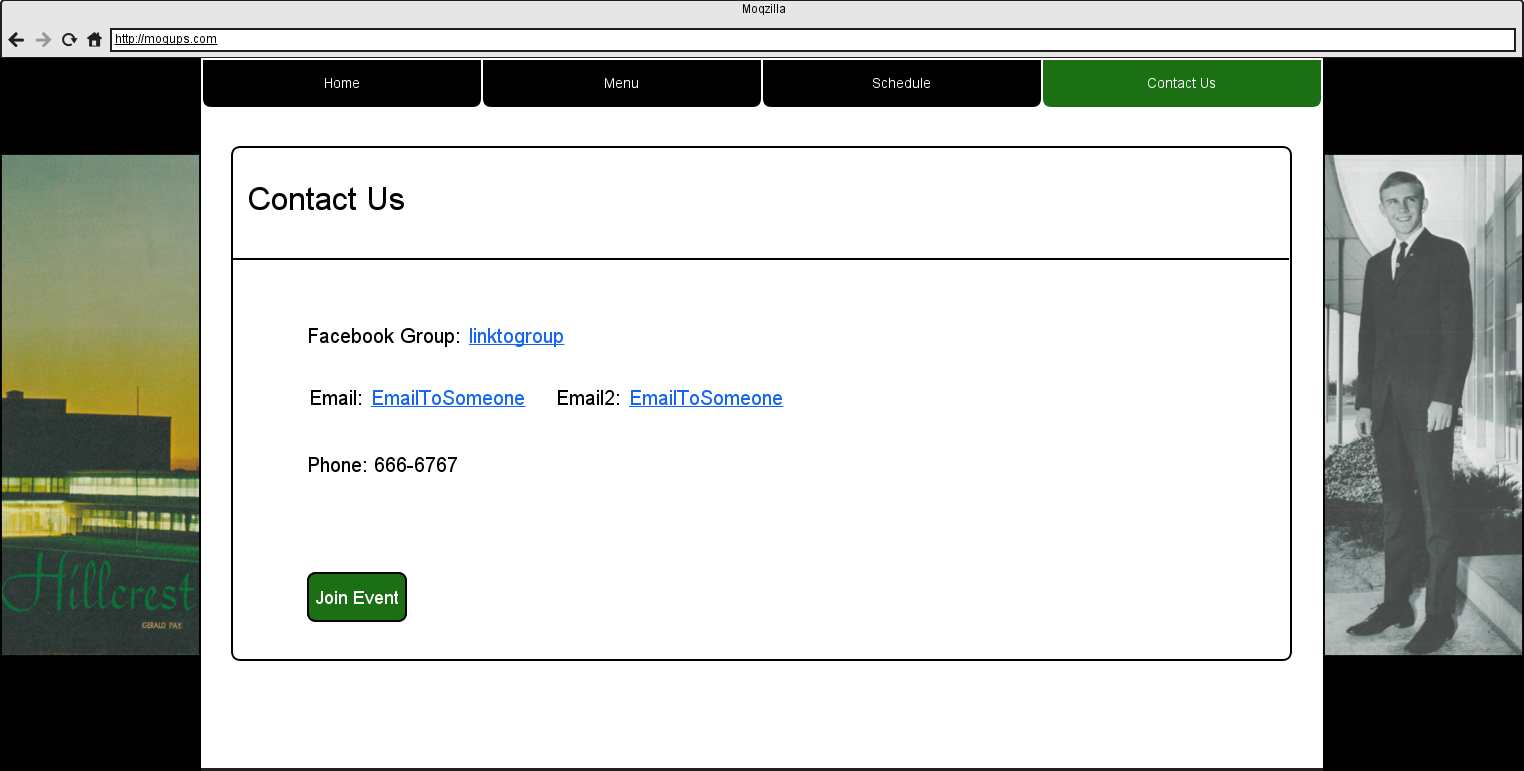 Moqzilla
http://moqups.com
Home Menu Schedule Contact Us
Contact Us
Facebook Group: linktogroup
Email: EmailToSomeone Email2: EmailToSomeone
Phone: 666-6767
Join Event
Hillcrest
GERALD PAY.